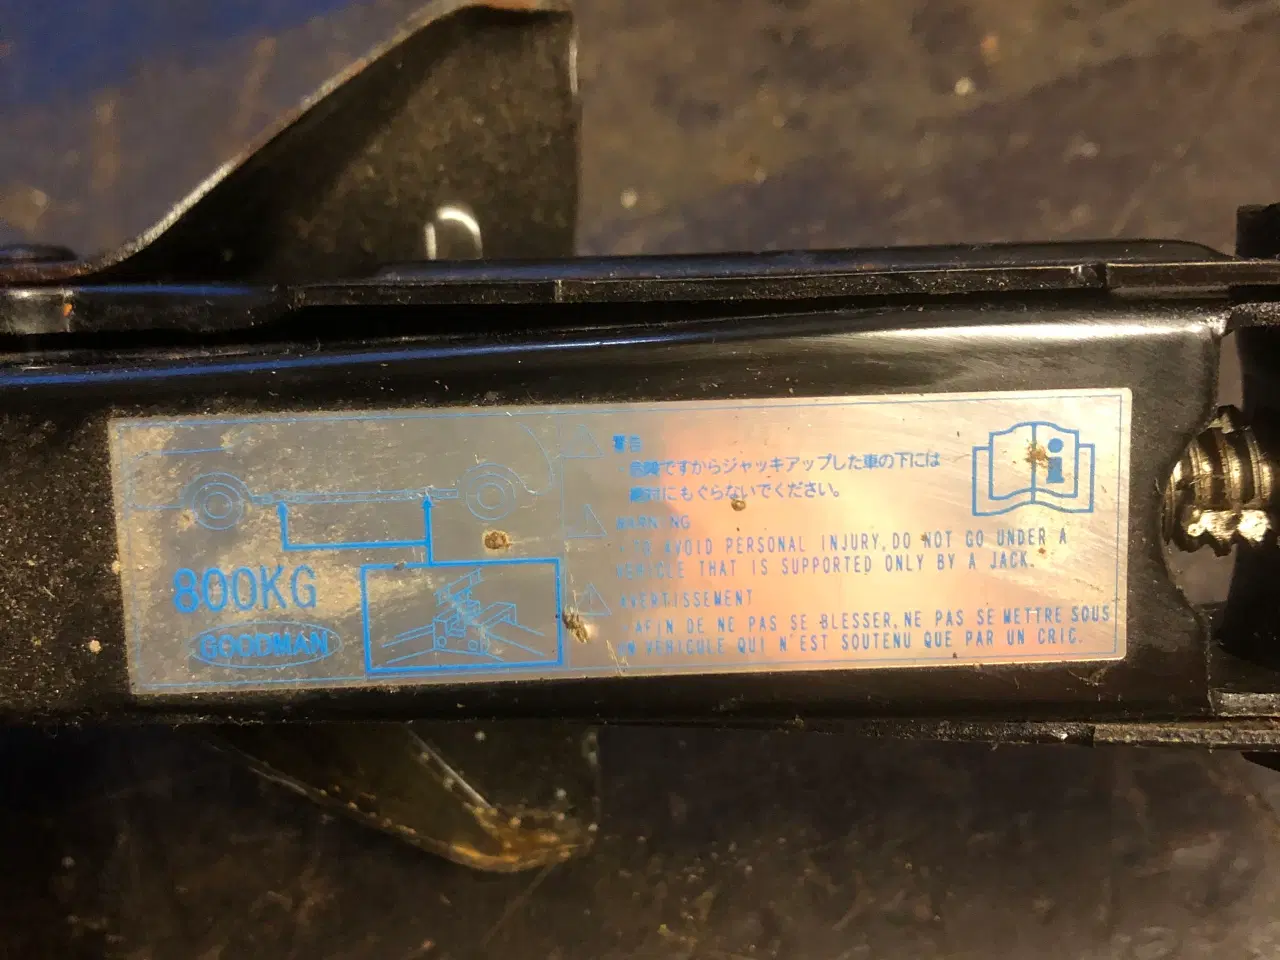 800KG
GOODMAN
警告
・危険ですからジャッキアップした車の下には
絶対にもぐらないでください。
WARNING
・TO AVOID PERSONAL INJURY, DO NOT GO UNDER A
VEHICLE THAT IS SUPPORTED ONLY BY A JACK.
AVERTISSEMENT
・AFIN DE NE PAS SE BLESSER, NE PAS SE METTRE SOUS
UN VEHICULE QUI N'EST SOUTENU QUE PAR UN CRIC.